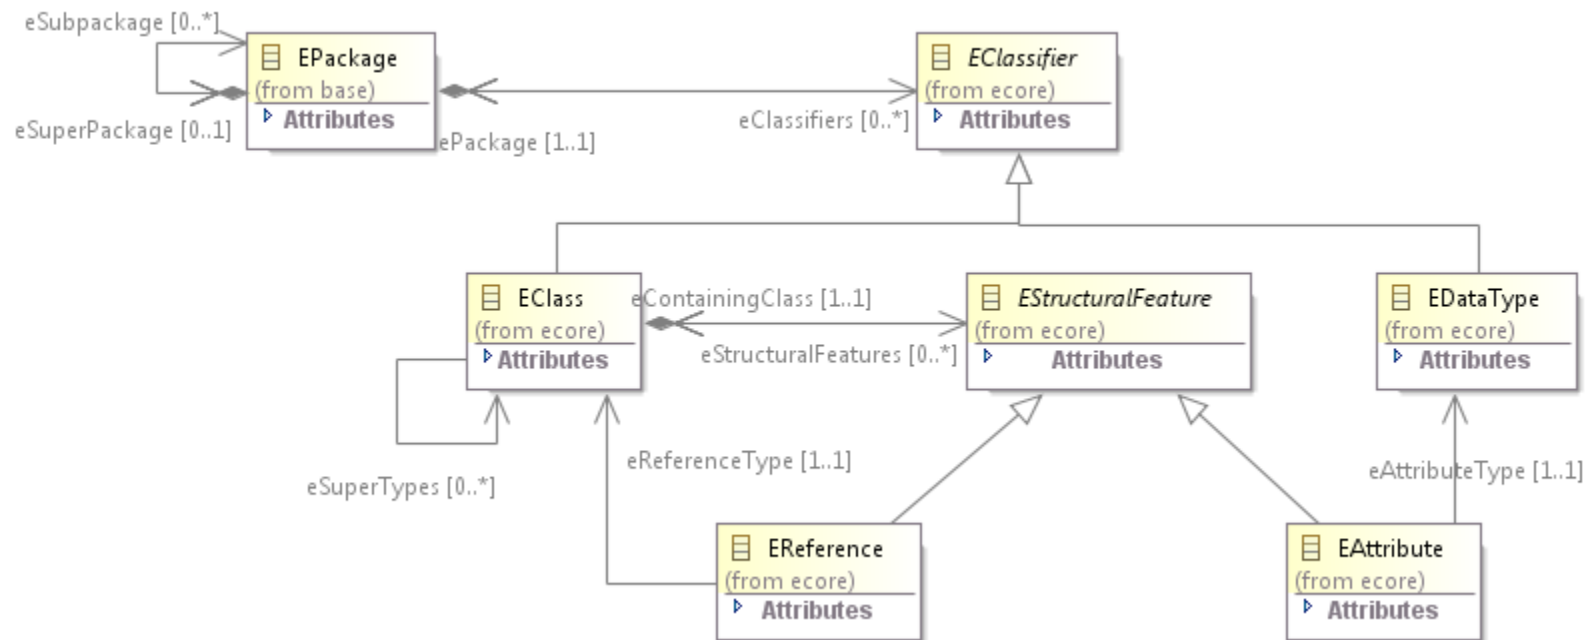 eSubpackage [0..*]
EPackage
(from base)
Attributes
eSuperPackage [0..1]
ePackage [1..1]
eClassifiers [0..*]
EClassifier
(from ecore)
Attributes
EClass
(from ecore)
Attributes
eContainingClass [1..1]
eStructuralFeatures [0..*]
EStructuralFeature
(from ecore)
Attributes
EDataType
(from ecore)
Attributes
eSuperTypes [0..*]
eReferenceType [1..1]
eAttributeType [1..1]
EReference
(from ecore)
Attributes
EAttribute
(from ecore)
Attributes